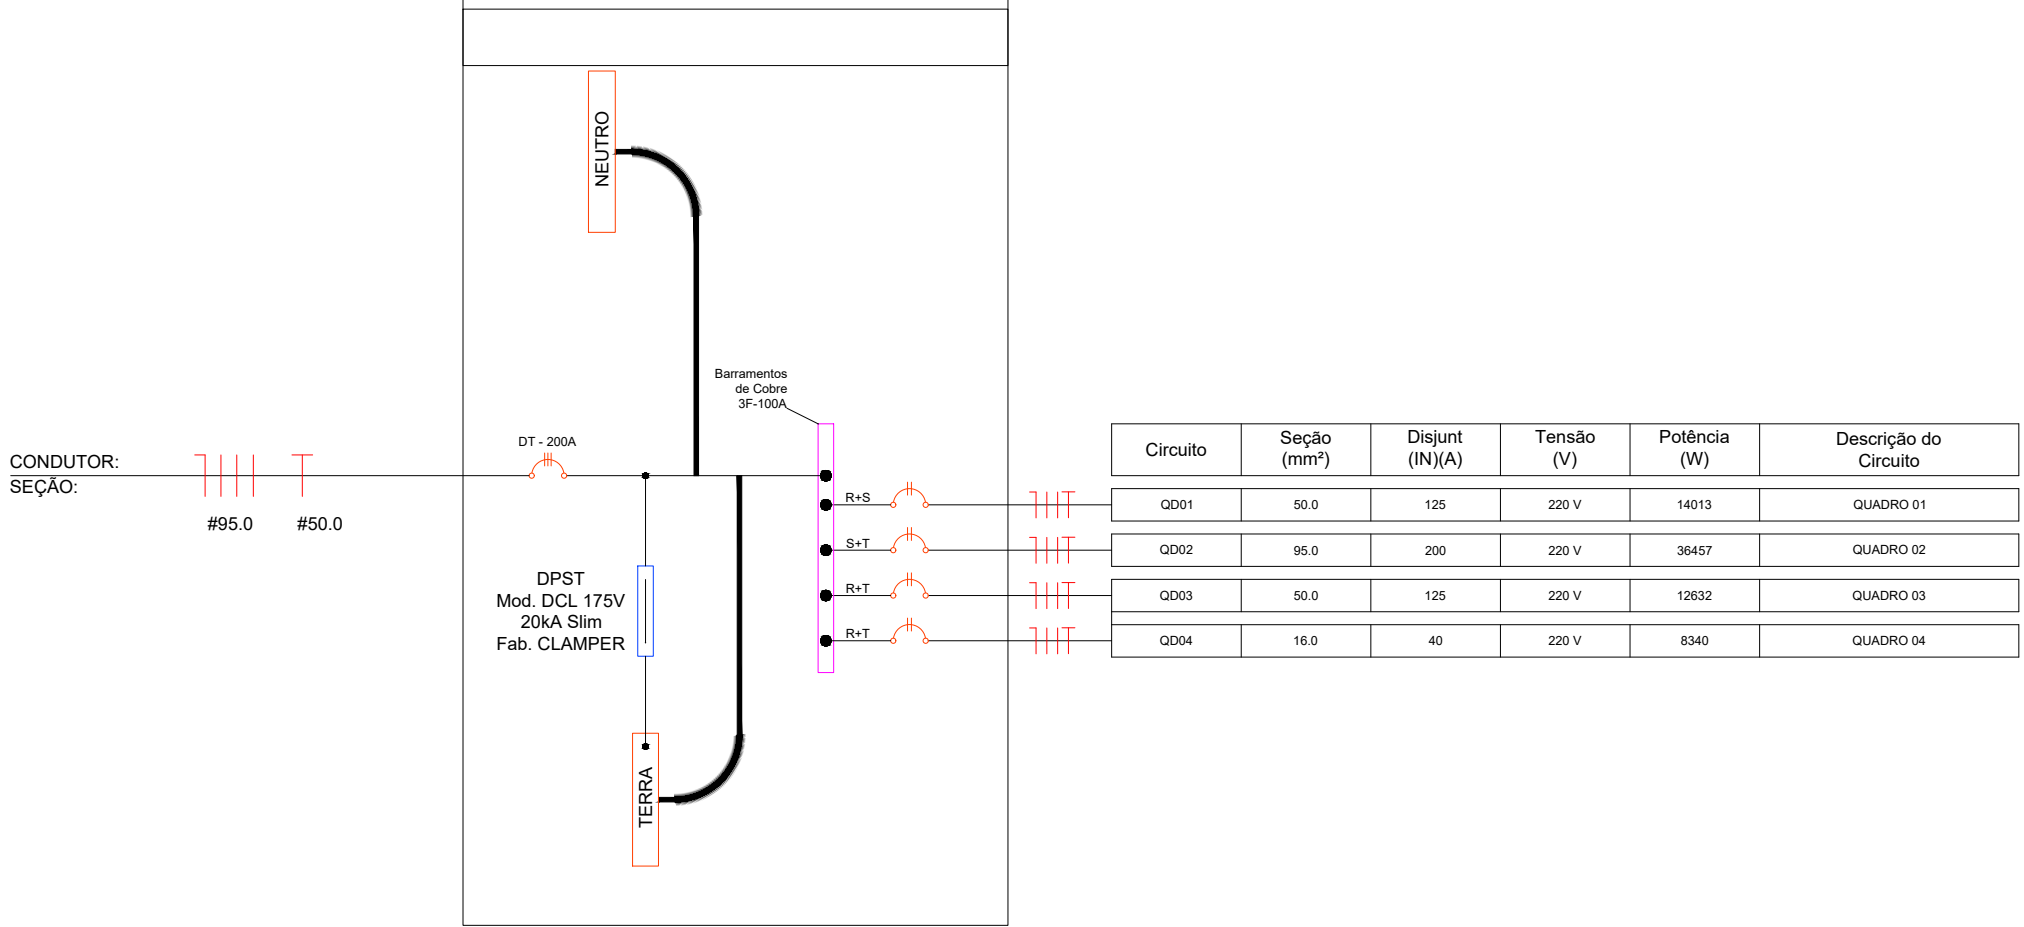 NEUTRO
Barramentos
de Cobre
3F-100A
DT - 200A
CONDUTOR:
SEÇÃO:
#95.0 #50.0
DPST
Mod. DCL 175V
20kA Slim
Fab. CLAMPER
TERRA
R+S
S+T
R+T
R+T
Circuito Seção (mm²) Disjunt (IN)(A) Tensão (V) Potência (W) Descrição do Circuito
QD01 50.0 125 220 V 14013 QUADRO 01
QD02 95.0 200 220 V 36457 QUADRO 02
QD03 50.0 125 220 V 12632 QUADRO 03
QD04 16.0 40 220 V 8340 QUADRO 04